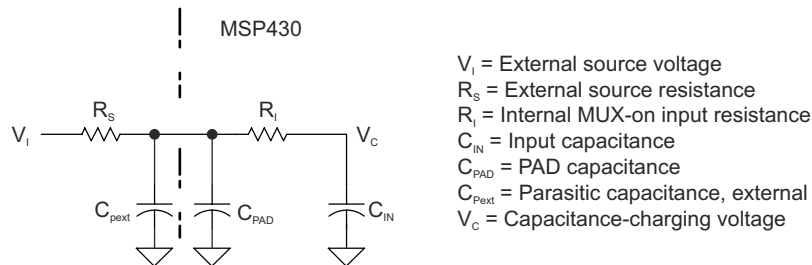 MSP430
V_I
R_S
R_I
V_C
C_pext
C_PAD
C_IN
V_I = External source voltage
R_S = External source resistance
R_I = Internal MUX-on input resistance
C_IN = Input capacitance
C_PAD = PAD capacitance
C_Pext = Parasitic capacitance, external
V_C = Capacitance-charging voltage